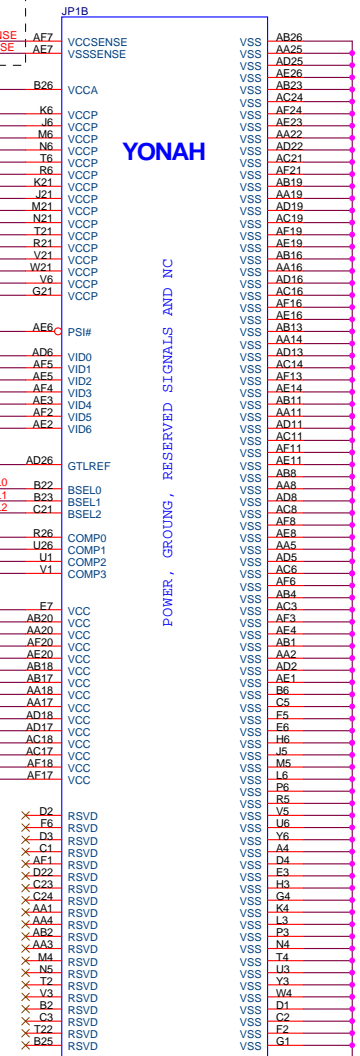 JP1B
NSE AF7 VCCSENSE
SE AE7 VSSSENSE
B26 VCCA
K6 VCCP
J6 VCCP
M6 VCCP
N6 VCCP
T6 VCCP
R6 VCCP
K21 VCCP
J21 VCCP
M21 VCCP
N21 VCCP
T21 VCCP
R21 VCCP
V21 VCCP
W21 VCCP
V6 VCCP
G21 VCCP
AE6 PSI#
AD6 VID0
AF5 VID1
AE5 VID2
AF4 VID3
AE3 VID4
AF2 VID5
AE2 VID6
AD26 GTLREF
L0 B22 BSEL0
L1 B23 BSEL1
L2 C21 BSEL2
R26 COMP0
U26 COMP1
U1 COMP2
V1 COMP3
E7 VCC
AB20 VCC
AA20 VCC
AF20 VCC
AE20 VCC
AB18 VCC
AB17 VCC
AA18 VCC
AA17 VCC
AD18 VCC
AD17 VCC
AC18 VCC
AC17 VCC
AF18 VCC
AF17 VCC
D2 RSVD
F6 RSVD
D3 RSVD
C1 RSVD
AF1 RSVD
D22 RSVD
C23 RSVD
C24 RSVD
AA1 RSVD
AA4 RSVD
AB2 RSVD
AA3 RSVD
M4 RSVD
N5 RSVD
T2 RSVD
V3 RSVD
B2 RSVD
C3 RSVD
T22 RSVD
B25 RSVD
YONAH
POWER, GROUNG, RESERVED SIGNALS AND NC
VSS AB26
VSS AA25
VSS AD25
VSS AE26
VSS AB23
VSS AC24
VSS AF24
VSS AE23
VSS AA22
VSS AD22
VSS AC21
VSS AF21
VSS AB19
VSS AA19
VSS AD19
VSS AC19
VSS AF19
VSS AE19
VSS AB16
VSS AA16
VSS AD16
VSS AC16
VSS AF16
VSS AE16
VSS AB13
VSS AA14
VSS AD13
VSS AC14
VSS AF13
VSS AE14
VSS AB11
VSS AA11
VSS AD11
VSS AC11
VSS AF11
VSS AE11
VSS AB8
VSS AA8
VSS AD8
VSS AC8
VSS AF8
VSS AE8
VSS AA5
VSS AD5
VSS AC6
VSS AF6
VSS AB4
VSS AC3
VSS AF3
VSS AE4
VSS AB1
VSS AA2
VSS AD2
VSS AE1
VSS B6
VSS C5
VSS F5
VSS E6
VSS H6
VSS J5
VSS M5
VSS L6
VSS P6
VSS R5
VSS V5
VSS U6
VSS Y6
VSS A4
VSS D4
VSS E3
VSS H3
VSS G4
VSS K4
VSS L3
VSS P3
VSS N4
VSS T4
VSS U3
VSS Y3
VSS W4
VSS D1
VSS C2
VSS F2
VSS G1